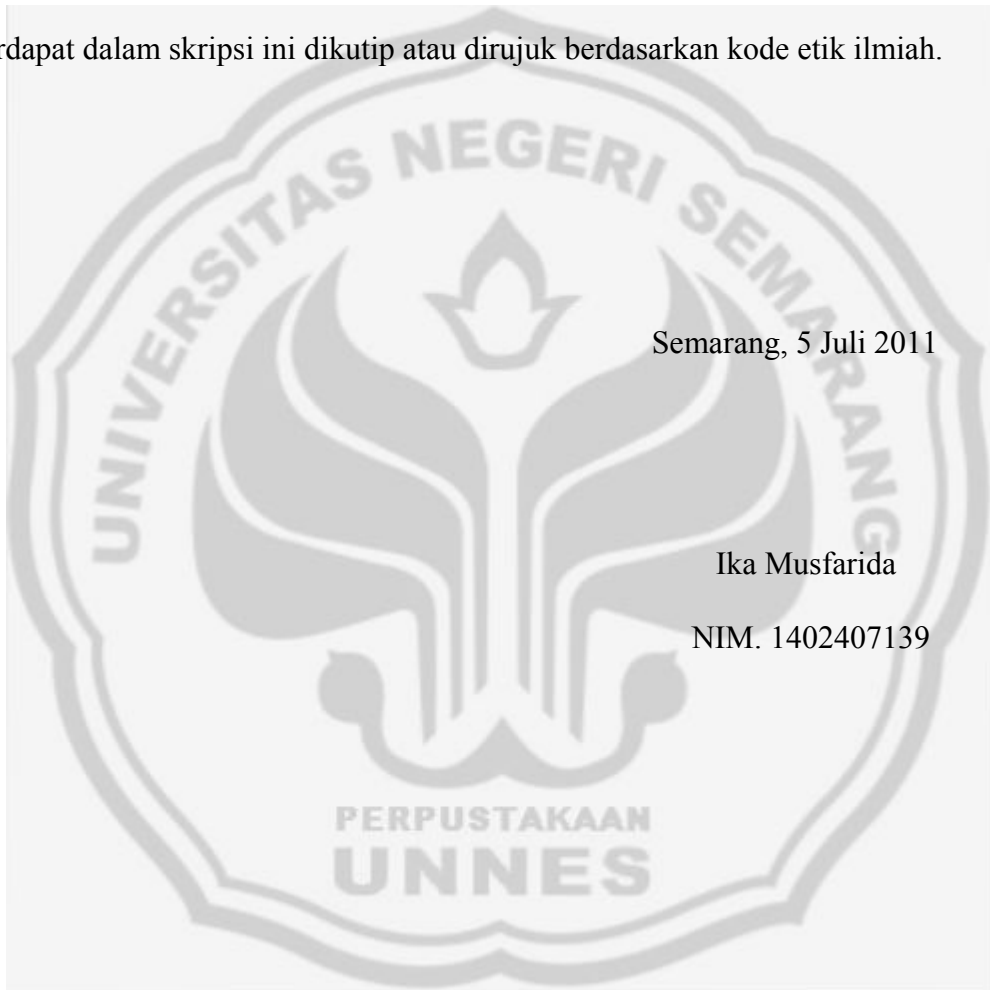 dapat dalam skripsi ini dikutip atau dirujuk berdasarkan kode etik ilmiah.
UNIVERSITAS NEGERI SEMARANG
Semarang, 5 Juli 2011
Ika Musfarida
NIM. 1402407139
PERPUSTAKAAN
UNNES